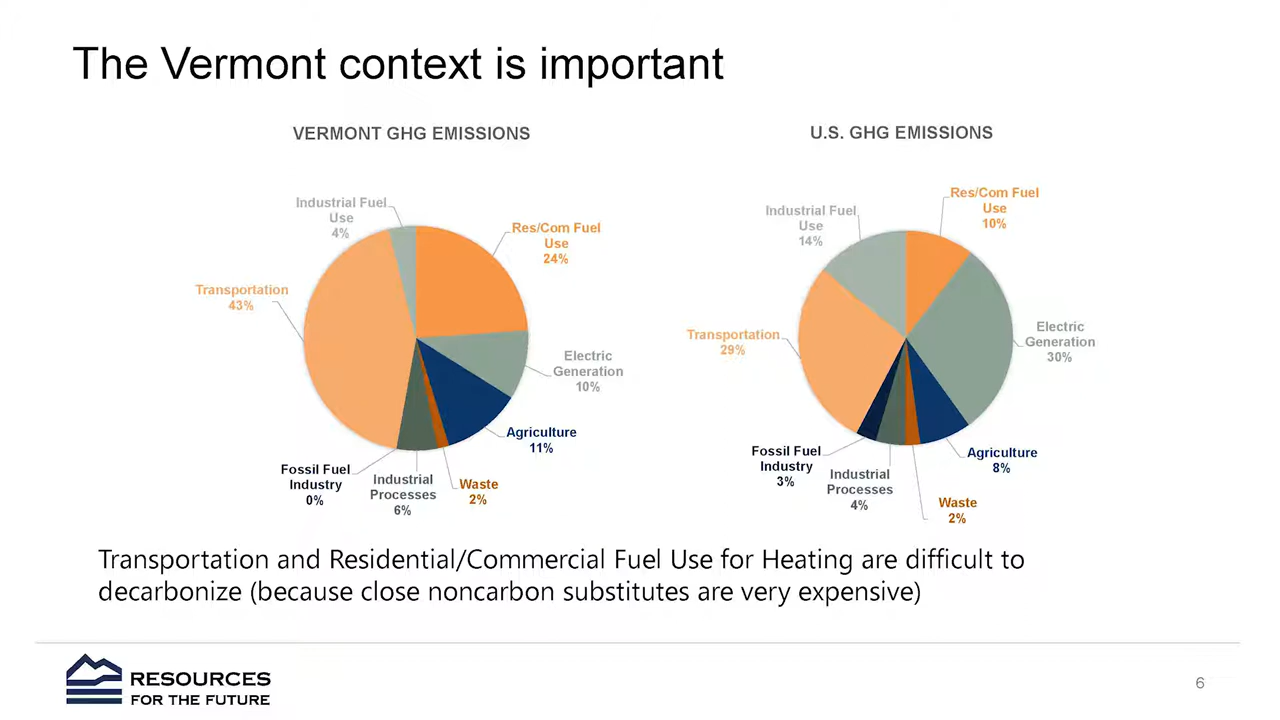 The Vermont context is important
VERMONT GHG EMISSIONS
Industrial Fuel
Use
4%
Res/Com Fuel
Use
24%
Transportation
43%
Electric
Generation
10%
Agriculture
11%
Fossil Fuel
Industry
0%
Industrial
Processes
6%
Waste
2%
U.S. GHG EMISSIONS
Res/Com Fuel
Use
10%
Industrial Fuel
Use
14%
Transportation
29%
Electric
Generation
30%
Fossil Fuel
Industry
3%
Industrial
Processes
4%
Agriculture
8%
Waste
2%
Transportation and Residential/Commercial Fuel Use for Heating are difficult to
decarbonize (because close noncarbon substitutes are very expensive)
RESOURCES
FOR THE FUTURE
6